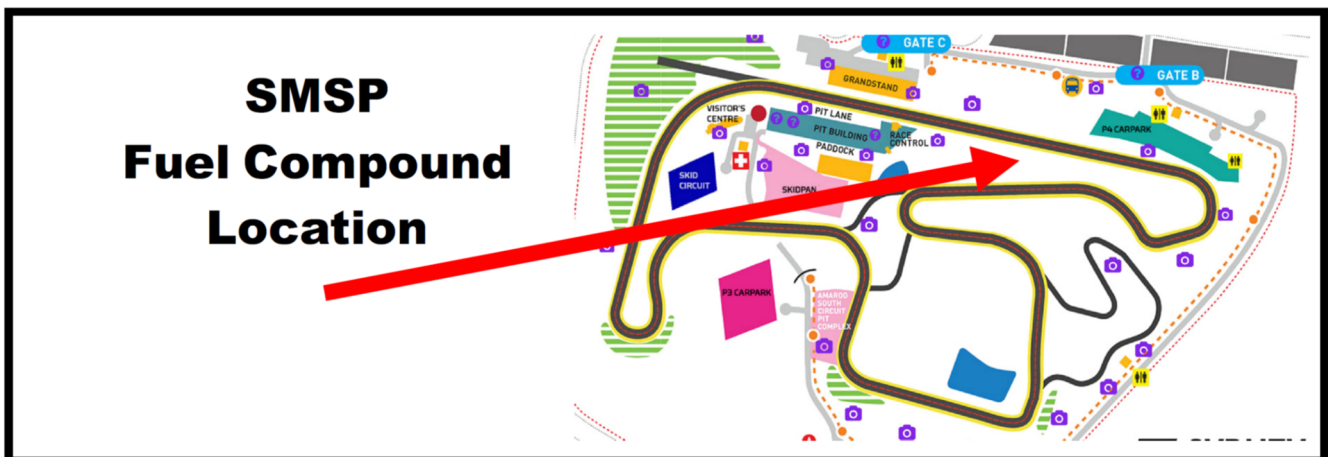 SMSP
Fuel Compound
Location
GATE C
GATE B
GRANDSTAND
VISITOR'S
CENTRE
PIT LANE
PIT BUILDING
RACE
CONTROL
PADDOCK
P4 CARPARK
SKID
CIRCUIT
SKIDPAN
P3 CARPARK
AMAROO
SOUTH
CIRCUIT
PIT
COMPLEX